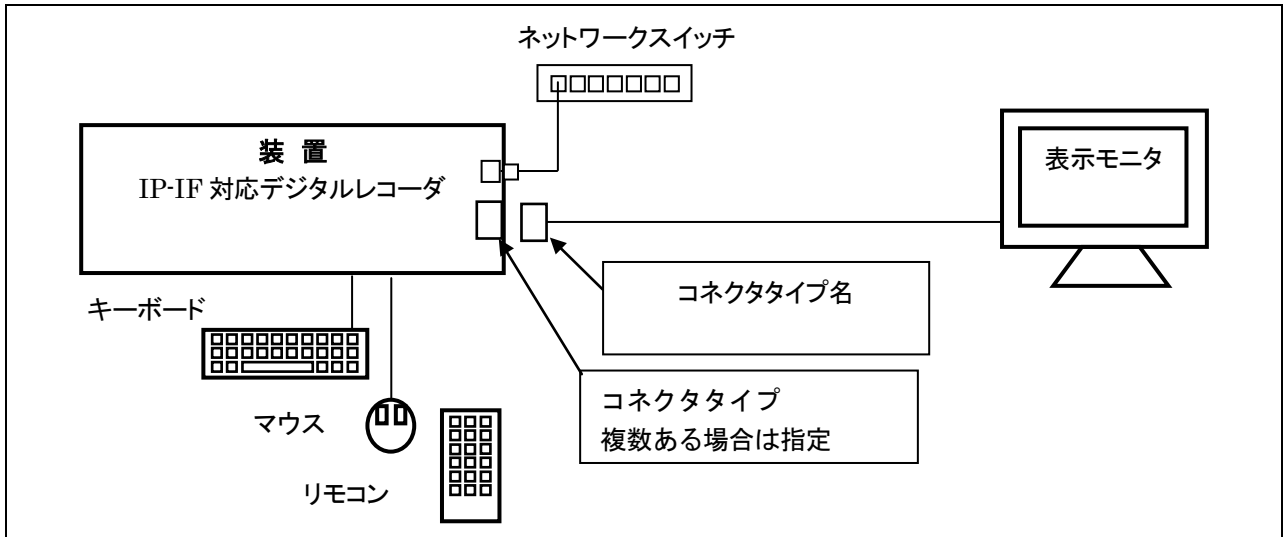 ネットワークスイッチ
装 置
IP-IF 対応デジタルレコーダ
表示モニタ
コネクタタイプ名
キーボード
コネクタタイプ
複数ある場合は指定
マウス
リモコン